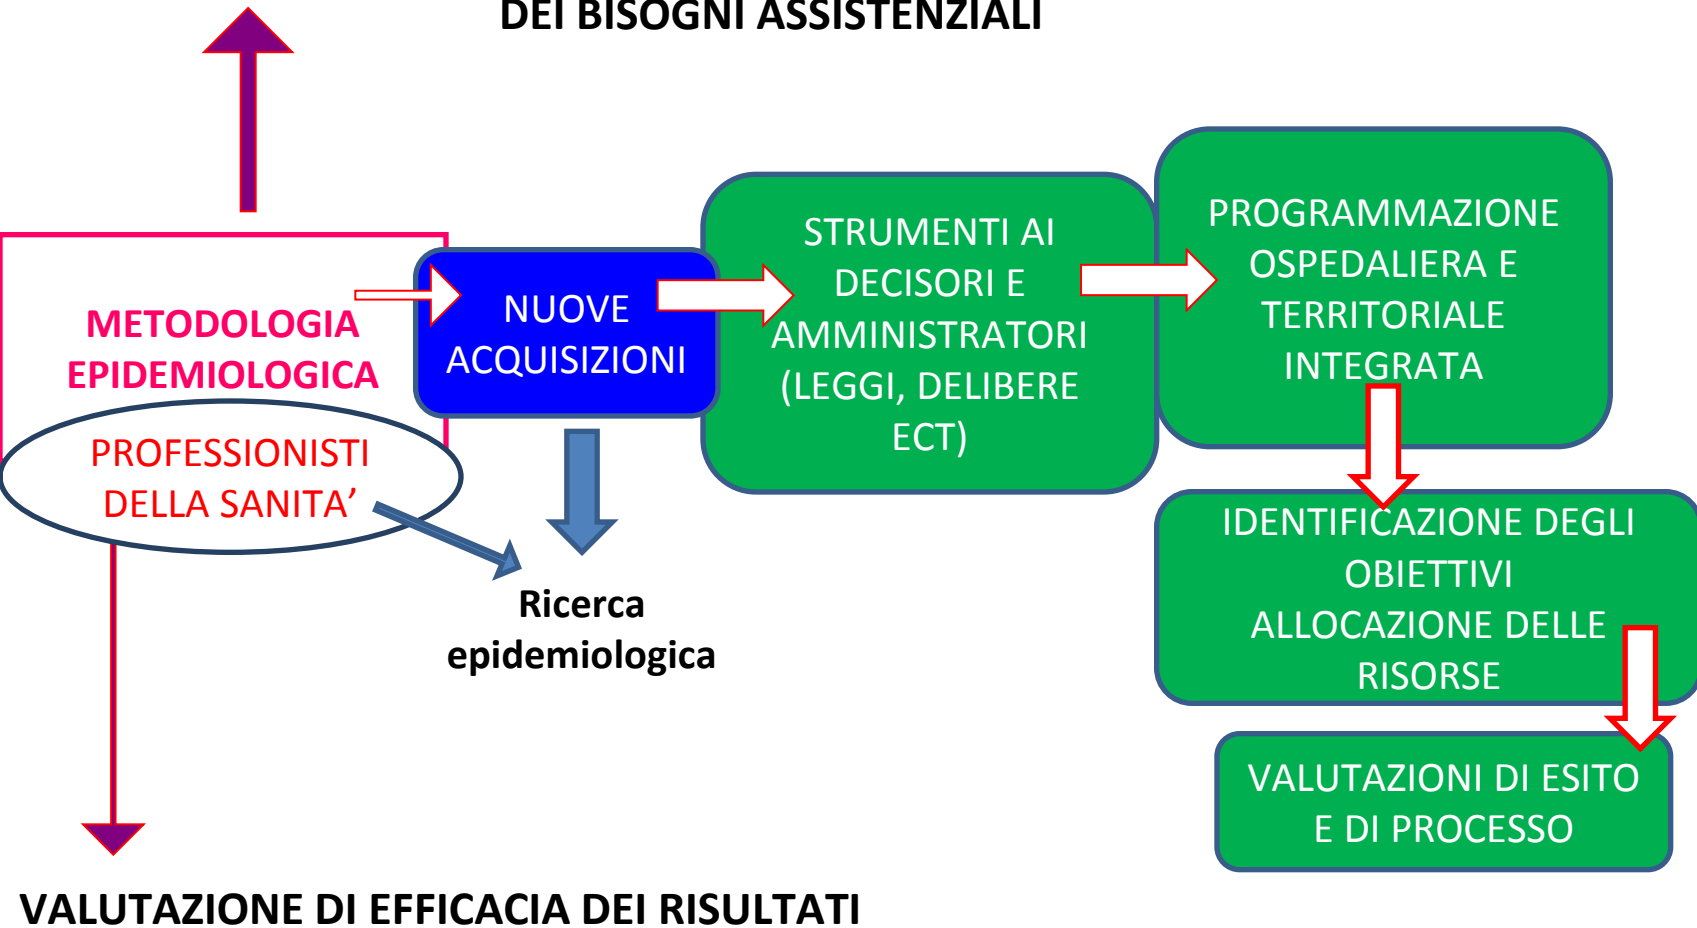 DEI BISOGNI ASSISTENZIALI
METODOLOGIA
EPIDEMIOLOGICA
PROFESSIONISTI
DELLA SANITA’
NUOVE
ACQUISIZIONI
Ricerca
epidemiologica
STRUMENTI AI
DECISORI E
AMMINISTRATORI
(LEGGI, DELIBERE
ECT)
PROGRAMMAZIONE
OSPEDALIERA E
TERRITORIALE
INTEGRATA
IDENTIFICAZIONE DEGLI
OBIETTIVI
ALLOCAZIONE DELLE
RISORSE
VALUTAZIONI DI ESITO
E DI PROCESSO
VALUTAZIONE DI EFFICACIA DEI RISULTATI